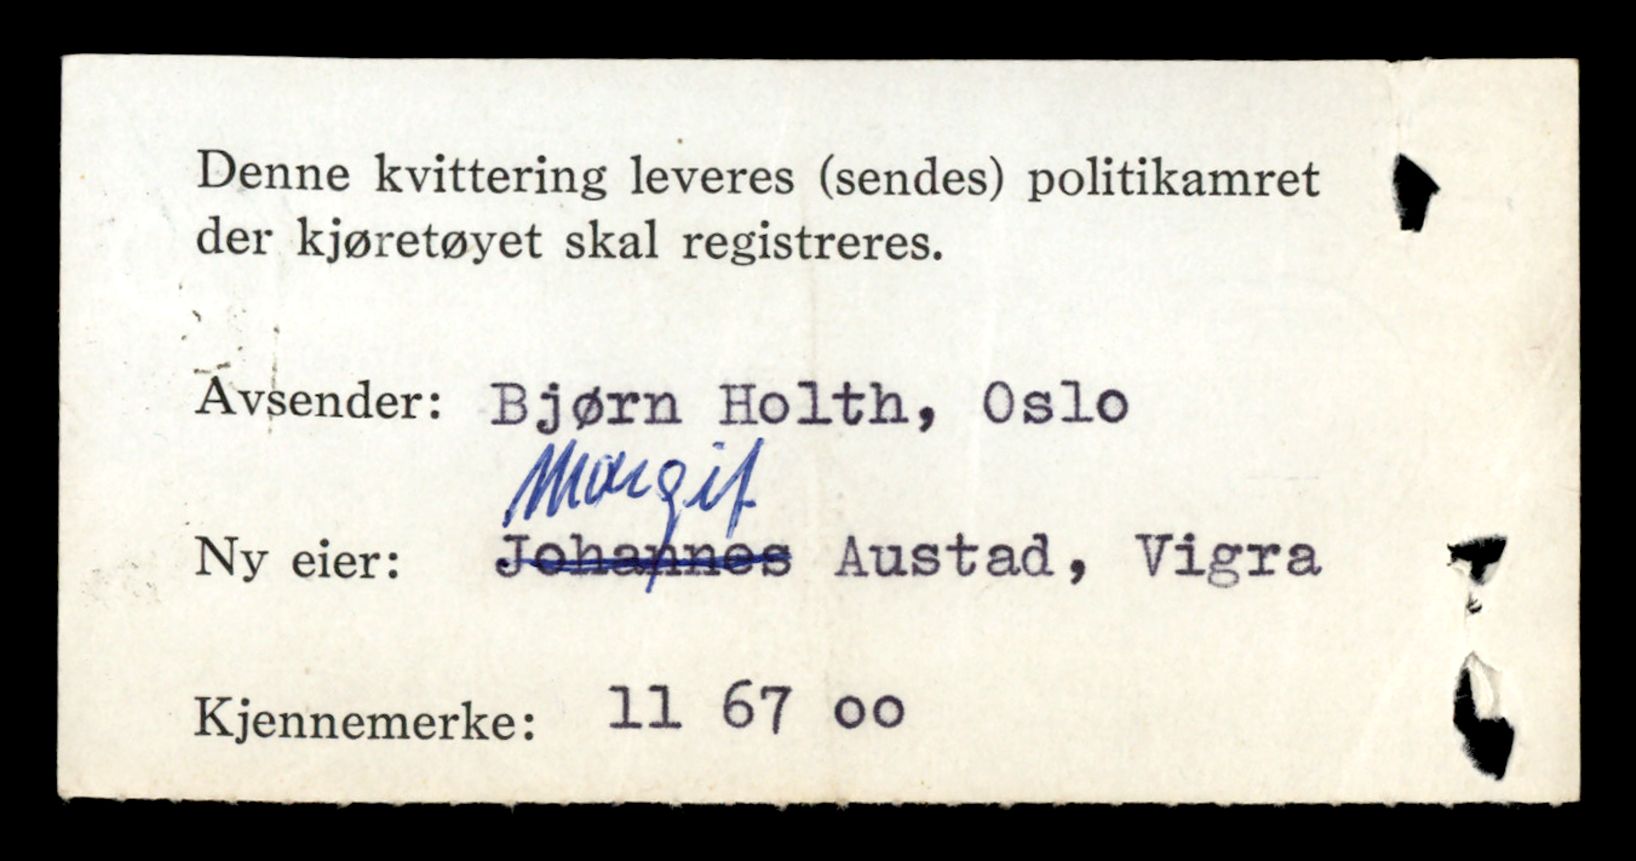 Denne kvittering leveres (sendes) politikamret
der kjøretøyet skal registreres.
Avsender: Bjørn Holth, Oslo
Margit
Ny eier: Johannes Austad, Vigra
Kjennemerke: 11 67 oo